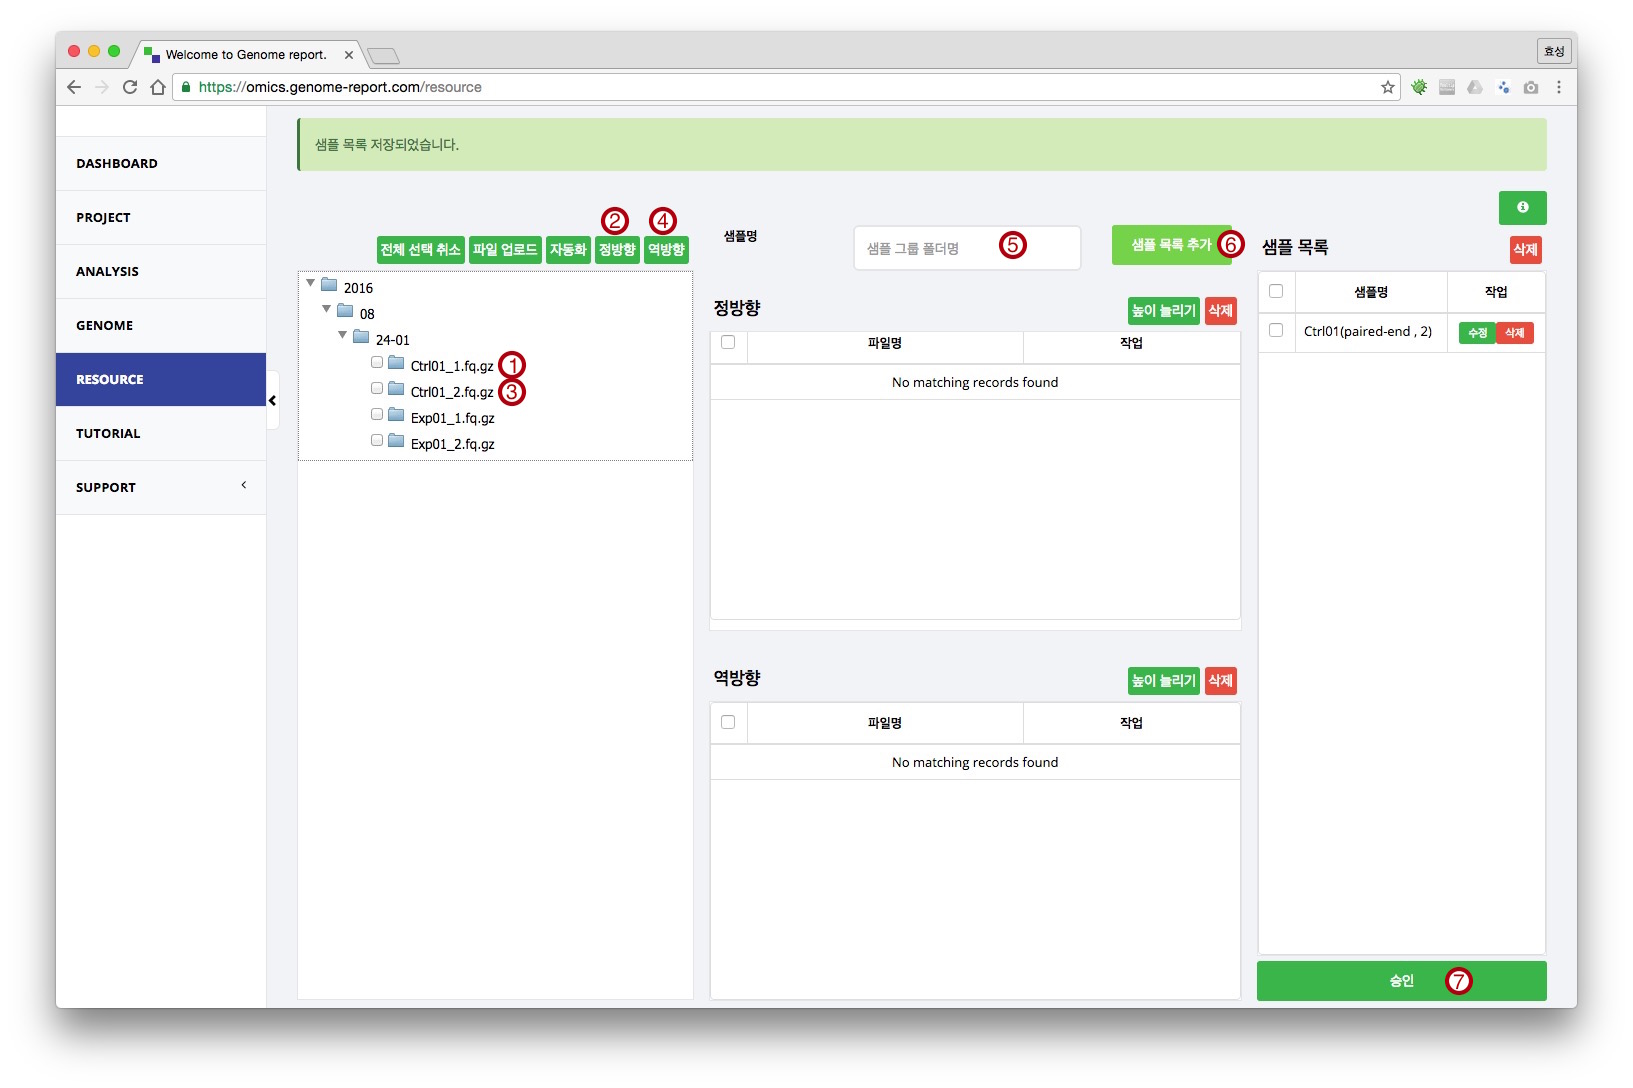 Welcome to Genome report.
효성
https://omics.genome-report.com/resource
DASHBOARD
PROJECT
ANALYSIS
GENOME
RESOURCE
TUTORIAL
SUPPORT
샘플 목록 저장되었습니다.
2
4
전체 선택 취소
파일 업로드
자동화
정방향
역방향
2016
08
24-01
Ctrl01_1.fq.gz 1
Ctrl01_2.fq.gz 3
Exp01_1.fq.gz
Exp01_2.fq.gz
샘플명
샘플 그룹 폴더명 5
샘플 목록 추가 6
정방향
높이 늘리기 삭제
파일명 작업
No matching records found
역방향
높이 늘리기 삭제
파일명 작업
No matching records found
샘플 목록
삭제
샘플명 작업
Ctrl01(paired-end , 2) 수정 삭제
승인 7